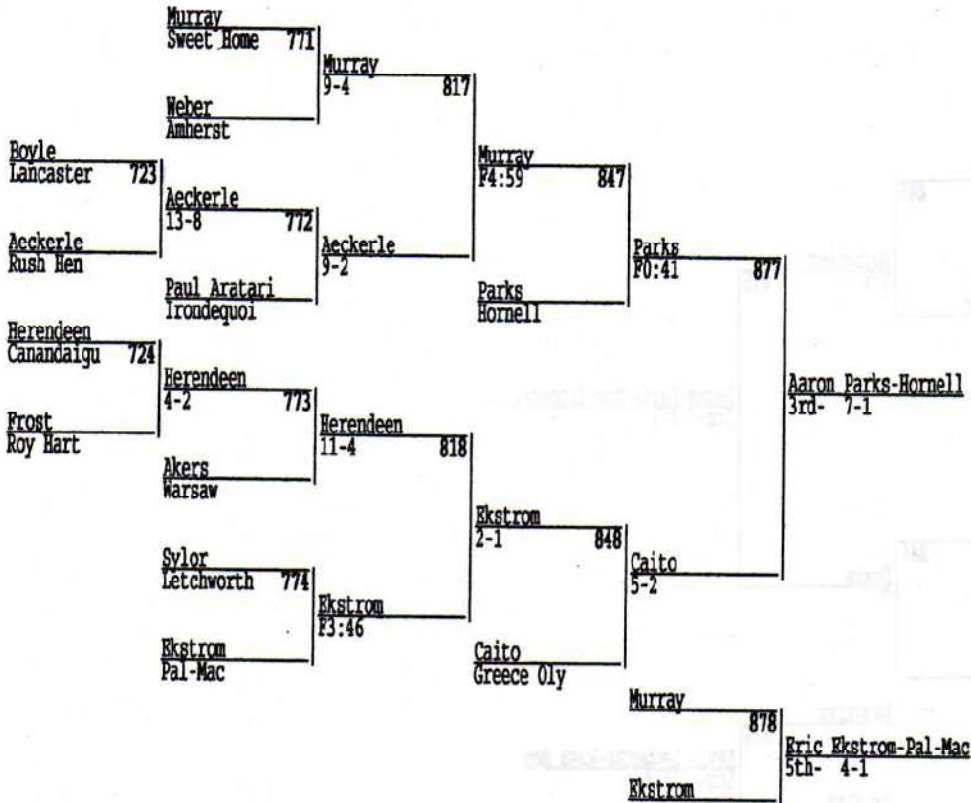 Murray
Sweet Home 771
Murray
9-4 817
Weber
Amherst
Boyle
Lancaster 723
Murray
F4:59 847
Aeckerle
13-8 772
Aeckerle
Rush Hen
Aeckerle
9-2
Parks
F0:41 877
Paul Aratari
Irondequoi
Parks
Hornell
Herendeen
Canandaigu 724
Herendeen
4-2 773
Aaron Parks-Hornell
3rd- 7-1
Frost
Roy Hart
Herendeen
11-4 818
Akers
Warsaw
Ekstrom
2-1 848
Sylor
Letchworth 774
Caito
5-2
Ekstrom
F3:46
Ekstrom
Pal-Mac
Caito
Greece Oly
Murray
878
Eric Ekstrom-Pal-Mac
5th- 4-1
Ekstrom